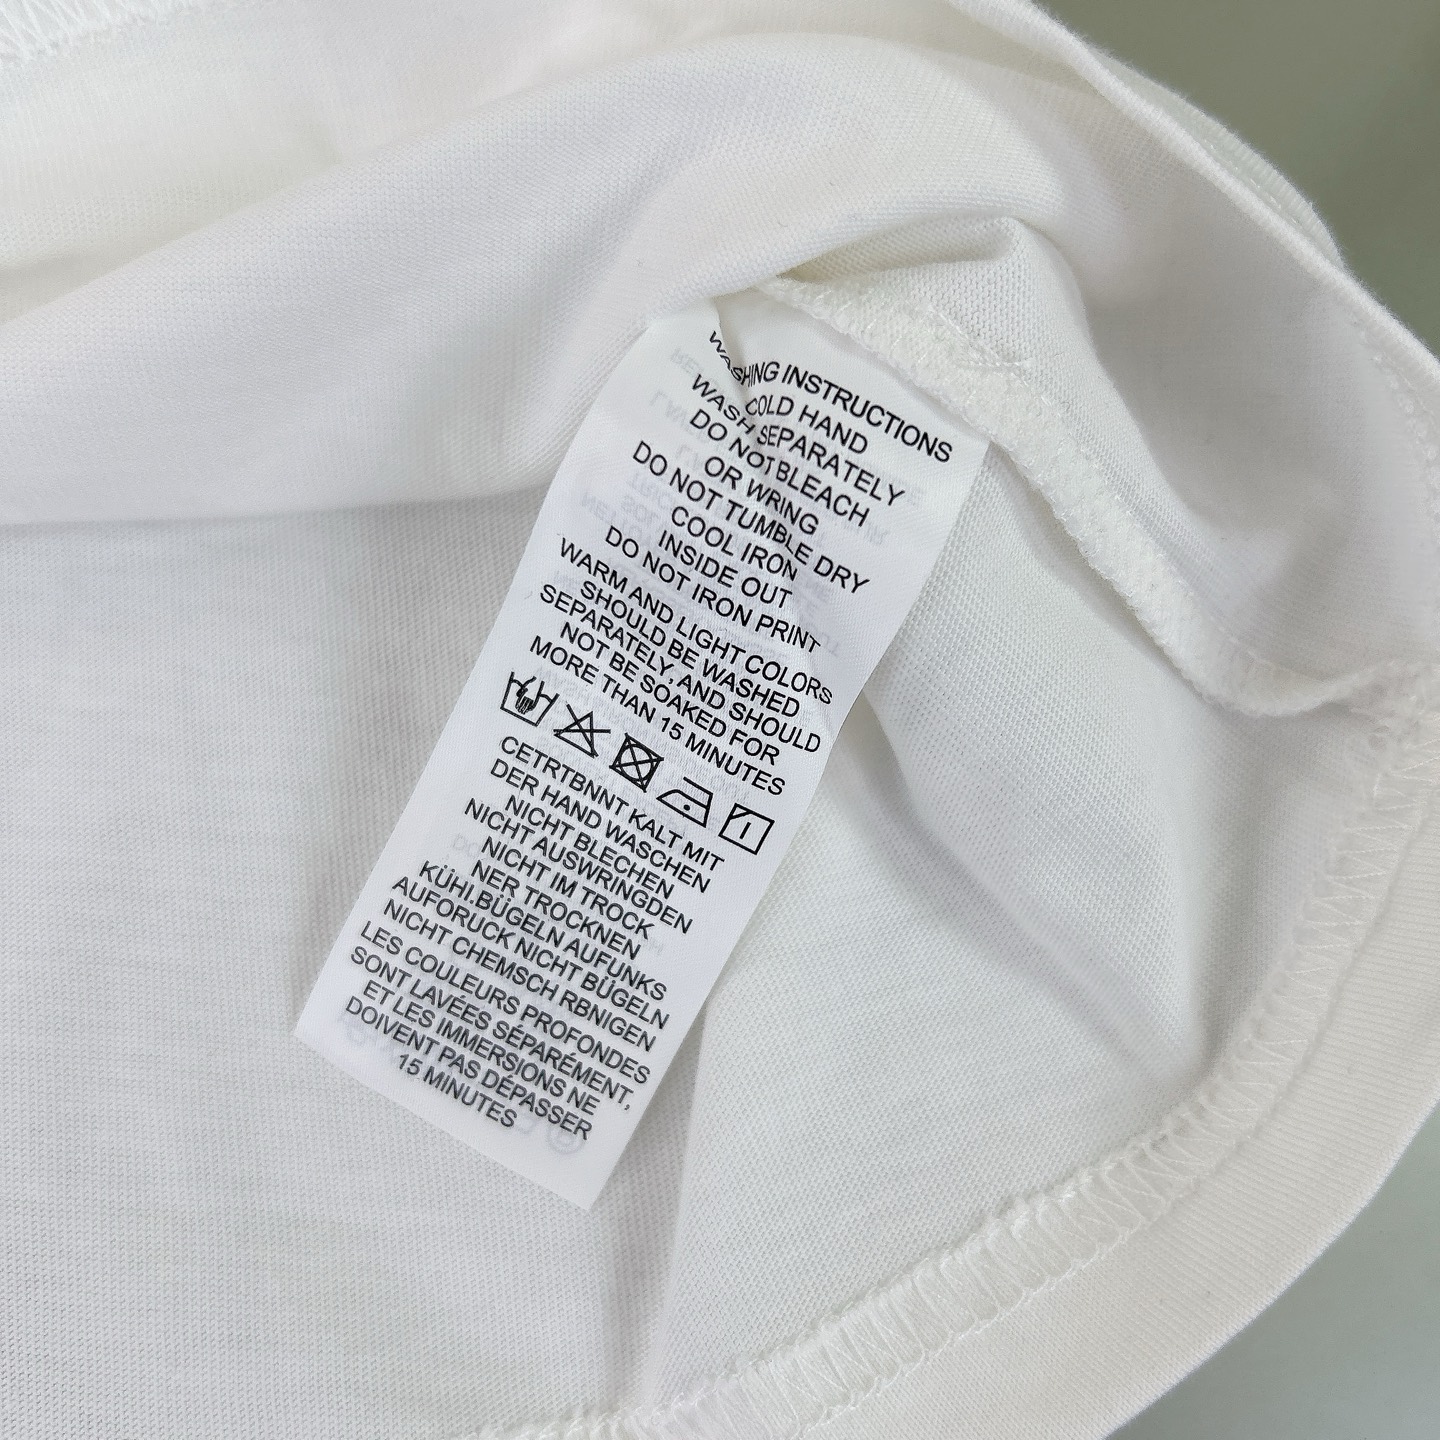 WASHING INSTRUCTIONS
COLD HAND
WASH SEPARATELY
DO NOT BLEACH
OR WRING
DO NOT TUMBLE DRY
COOL IRON
INSIDE OUT
DO NOT IRON PRINT
WARM AND LIGHT COLORS
SHOULD BE WASHED
SEPARATELY, AND SHOULD
NOT BE SOAKED FOR
MORE THAN 15 MINUTES
CETRTBNNT KALT MIT
DER HAND WASCHEN
NICHT BLECHEN
NICHT AUSWRINGDEN
NICHT IM TROCK
NER TROCKNEN
KÜHI.BÜGELN AUFUNKS
AUFORUCK NICHT BÜGELN
NICHT CHEMSCH RBNIGEN
LES COULEURS PROFONDES
SONT LAVÉES SÉPARÉMENT,
ET LES IMMERSIONS NE
DOIVENT PAS DÉPASSER
15 MINUTES